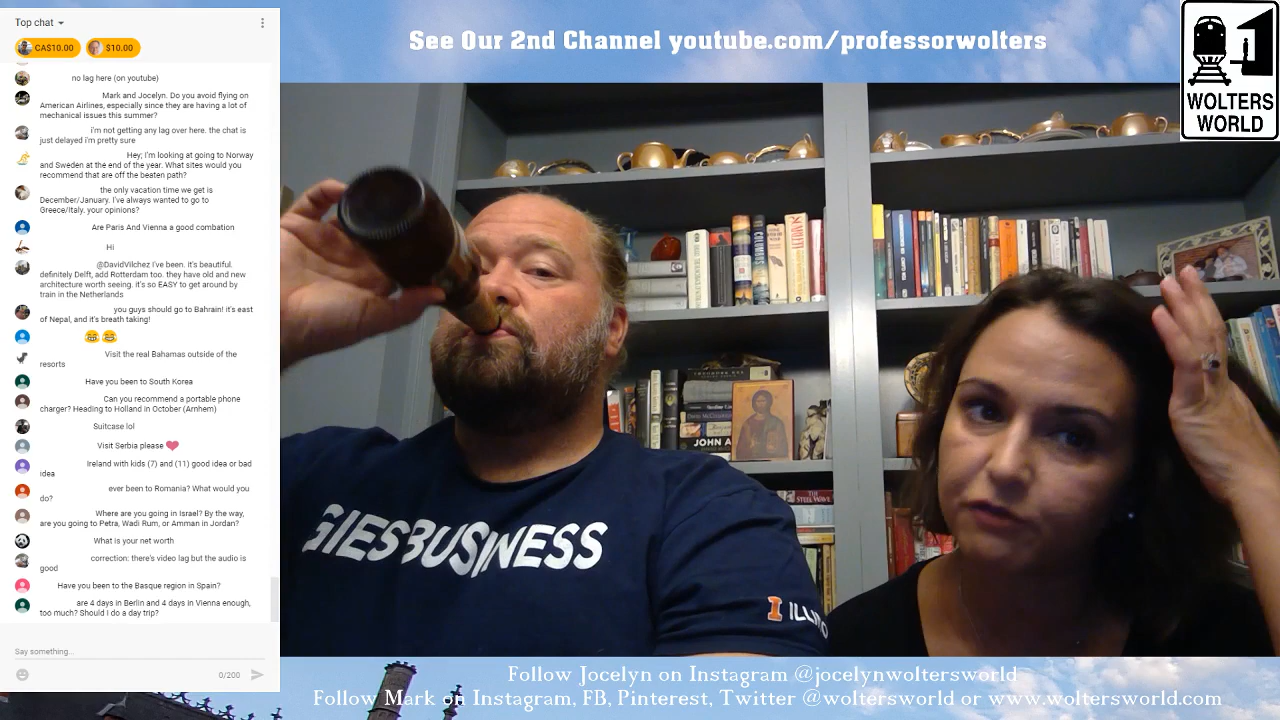 Top chat
CA$10.00 $10.00
no lag here (on youtube)
Mark and Jocelyn. Do you avoid flying on
American Airlines, especially since they are having a lot of
mechanical issues this summer?
i'm not getting any lag over here. the chat is
just delayed i'm pretty sure
Hey; I'm looking at going to Norway
and Sweden at the end of the year. What sites would you
recommend that are off the beaten path?
the only vacation time we get is
December/January. I've always wanted to go to
Greece/Italy. your opinions?
Are Paris And Vienna a good combation
Hi
@DavidVilchez I've been. it's beautiful.
definitely Delft, add Rotterdam too. they have old and new
architecture worth seeing. it's so EASY to get around by
train in the Netherlands
you guys should go to Bahrain! it's east
of Nepal, and it's breath taking!
Visit the real Bahamas outside of the
resorts
Have you been to South Korea
Can you recommend a portable phone
charger? Heading to Holland in October (Arnhem)
Suitcase lol
Visit Serbia please
Ireland with kids (7) and (11) good idea or bad
idea
ever been to Romania? What would you
do?
Where are you going in Israel? By the way,
are you going to Petra, Wadi Rum, or Amman in Jordan?
What is your net worth
correction: there's video lag but the audio is
good
Have you been to the Basque region in Spain?
are 4 days in Berlin and 4 days in Vienna enough,
too much? Should I do a day trip?
Say something...
0/200
See Our 2nd Channel youtube.com/professorwolters
WOLTERS
WORLD
COLUMBUS
JOHN A
THE STEEL WAVE
GIESBUSINESS
I ILLINO
Follow Jocelyn on Instagram @jocelynwoltersworld
Follow Mark on Instagram, FB, Pinterest, Twitter @woltersworld or www.woltersworld.com